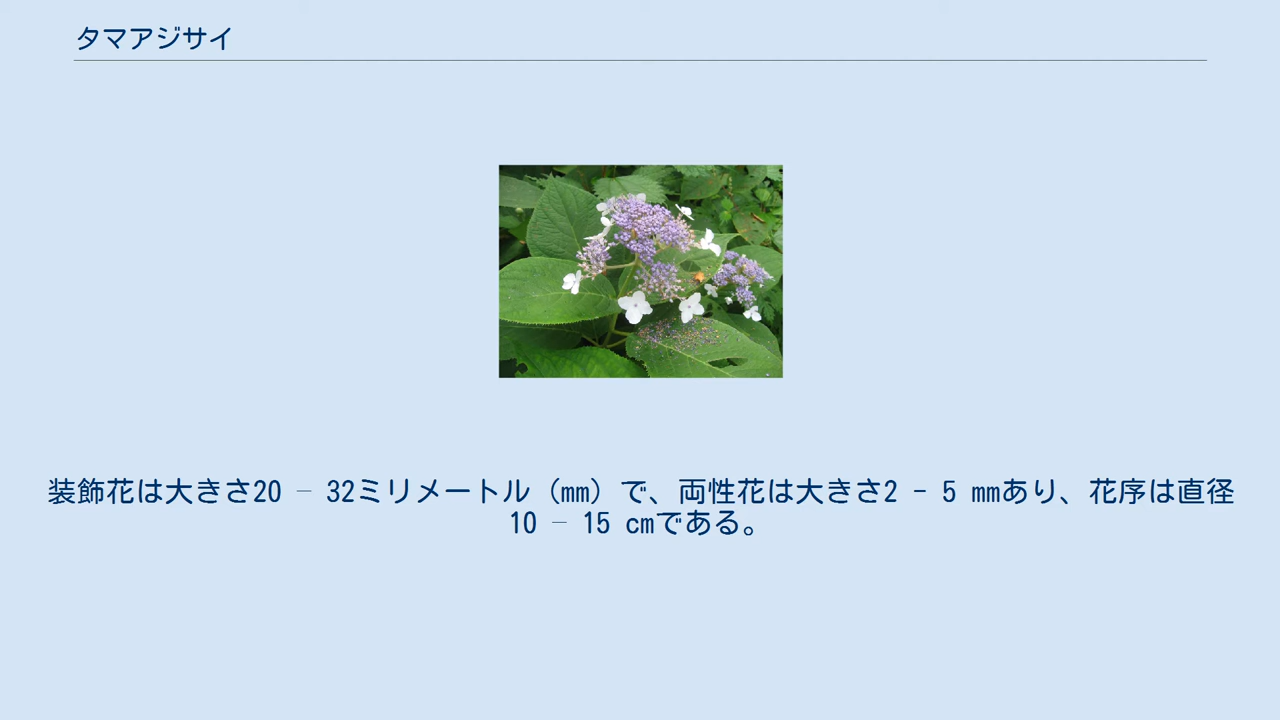 タマアジサイ
装飾花は大きさ20 – 32ミリメートル（mm）で、両性花は大きさ2 - 5 mmあり、花序は直径
10 – 15 cmである。